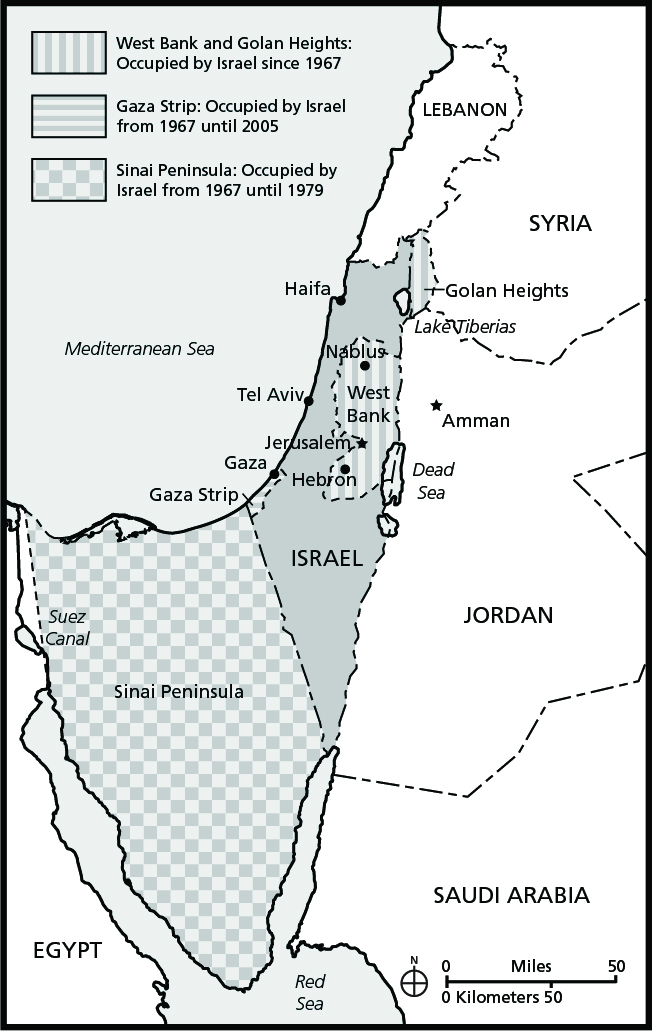 West Bank and Golan Heights:
Occupied by Israel since 1967
Gaza Strip: Occupied by Israel
from 1967 until 2005
Sinai Peninsula: Occupied by
Israel from 1967 until 1979
LEBANON
SYRIA
Haifa
Golan Heights
Lake Tiberias
Mediterranean Sea
Nablus
Tel Aviv
West
Bank
Amman
Jerusalem
Gaza
Hebron
Dead
Sea
Gaza Strip
ISRAEL
Suez
Canal
JORDAN
Sinai Peninsula
SAUDI ARABIA
EGYPT
Red
Sea
N
0 Miles 50
0 Kilometers 50